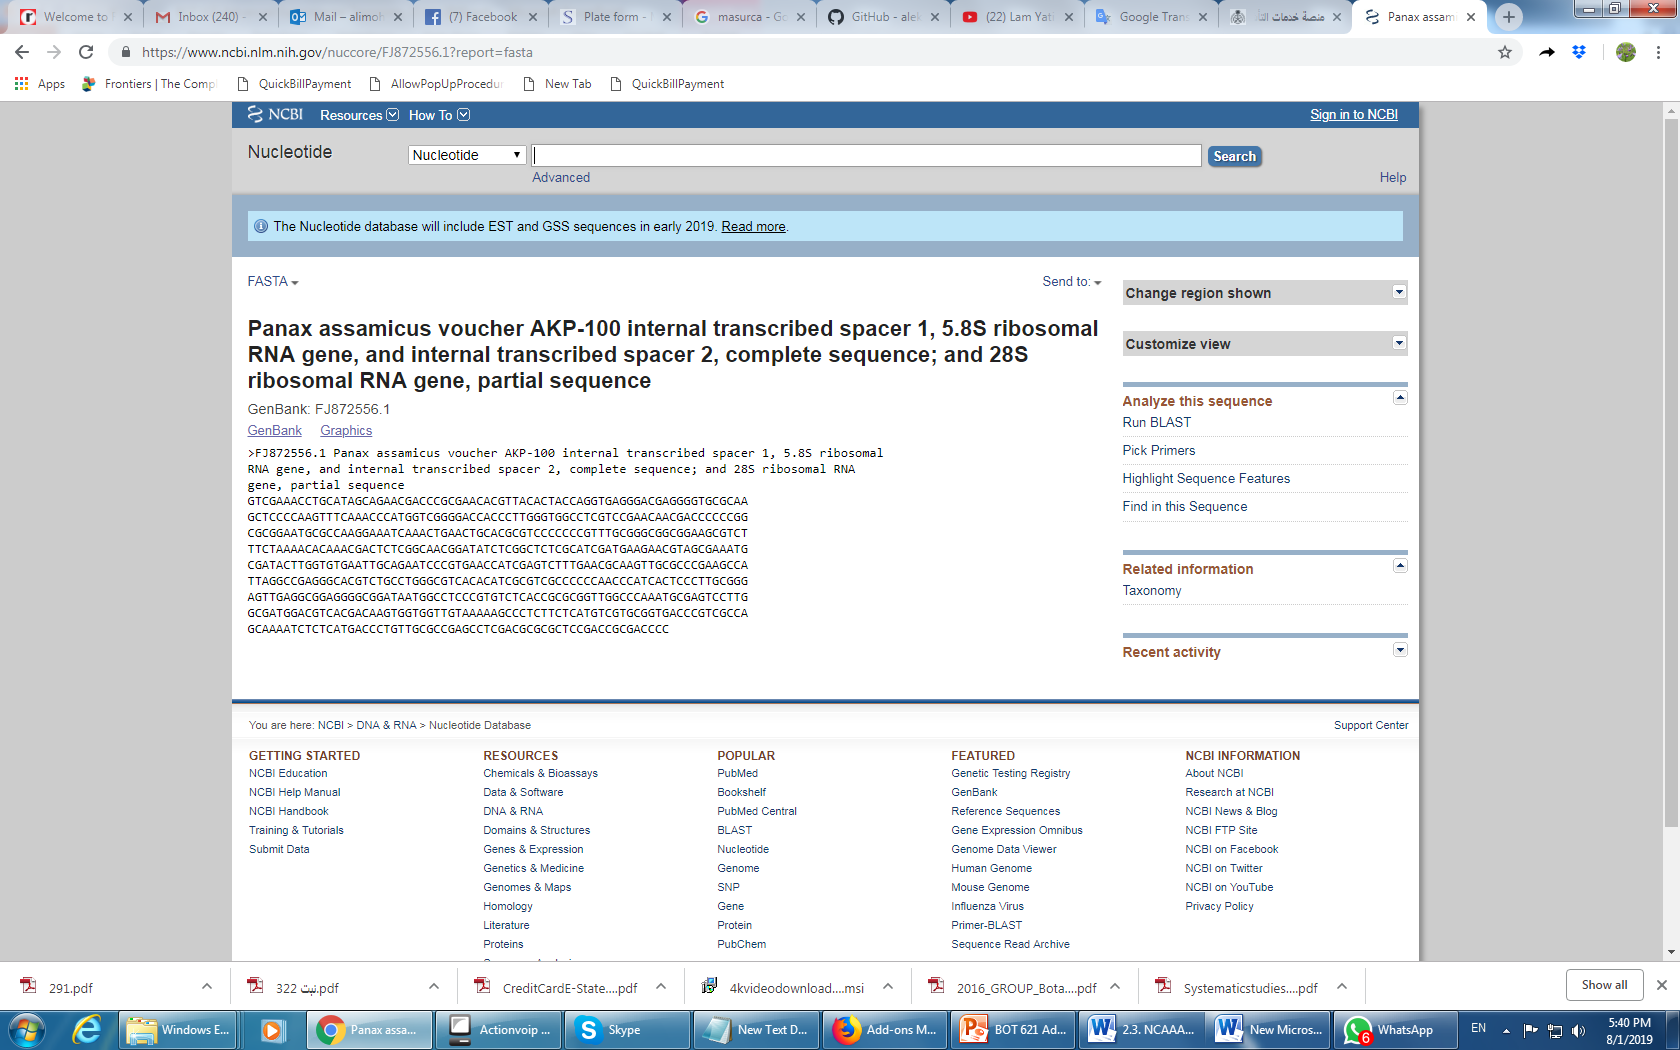 Welcome to
Inbox (240) -
Mail – alimoh
(7) Facebook
Plate form -
masurca - Go
GitHub - alek
(22) Lam Yati
Google Trans
منصة خدمات الت
Panax assam
https://www.ncbi.nlm.nih.gov/nuccore/FJ872556.1?report=fasta
Apps
Frontiers | The Compl
QuickBillPayment
AllowPopUpProcedur
New Tab
QuickBillPayment
NCBI Resources How To Sign in to NCBI
Nucleotide
Nucleotide
Search
Advanced
Help
The Nucleotide database will include EST and GSS sequences in early 2019. Read more.
FASTA
Send to:
Panax assamicus voucher AKP-100 internal transcribed spacer 1, 5.8S ribosomal
RNA gene, and internal transcribed spacer 2, complete sequence; and 28S
ribosomal RNA gene, partial sequence
GenBank: FJ872556.1
GenBank Graphics
>FJ872556.1 Panax assamicus voucher AKP-100 internal transcribed spacer 1, 5.8S ribosomal
RNA gene, and internal transcribed spacer 2, complete sequence; and 28S ribosomal RNA
gene, partial sequence
GTCGAAACCTGCATAGCAGAACGACCCGCGAACACGTTACACTACCAGGTGAGGGACGAGGGGTGCGCAA
GCTCCCCAAGTTTCAAACCCATGGTCGGGGACCACCCTTGGGTGGCCTCGTCCGAACAACGACCCCCCGG
CGCGGAATGCGCCAAGGAAATCAAACTGAACTGCACGCGTCCCCCCCGTTTGCGGGCGGCGGAAGCGTCT
TTCTAAAACACAAACGACTCTCGGCAACGGATATCTCGGCTCTCGCATCGATGAAGAACGTAGCGAAATG
CGATACTTGGTGTGAATTGCAGAATCCCGTGAACCATCGAGTCTTTGAACGCAAGTTGCGCCCGAAGCCA
TTAGGCCGAGGGCACGTCTGCCTGGGCGTCACACATCGCGTCGCCCCCCAACCCATCACTCCCTTGCGGG
AGTTGAGGCGGAGGGGCGGATAATGGCCTCCCGTGTCTCACCGCGCGGTTGGCCCAAATGCGAGTCCTTG
GCGATGGACGTCACGACAAGTGGTGGTTGTAAAAAGCCCTCTTCTCATGTCGTGCGGTGACCCGTCGCCA
GCAAAATCTCTCATGACCCTGTTGCGCCGAGCCTCGACGCGCGCTCCGACCGCGACCCC
Change region shown
Customize view
Analyze this sequence
Run BLAST
Pick Primers
Highlight Sequence Features
Find in this Sequence
Related information
Taxonomy
Recent activity
You are here: NCBI > DNA & RNA > Nucleotide Database
Support Center
GETTING STARTED
NCBI Education
NCBI Help Manual
NCBI Handbook
Training & Tutorials
Submit Data
RESOURCES
Chemicals & Bioassays
Data & Software
DNA & RNA
Domains & Structures
Genes & Expression
Genetics & Medicine
Genomes & Maps
Homology
Literature
Proteins
POPULAR
PubMed
Bookshelf
PubMed Central
BLAST
Nucleotide
Genome
SNP
Gene
Protein
PubChem
FEATURED
Genetic Testing Registry
GenBank
Reference Sequences
Gene Expression Omnibus
Genome Data Viewer
Human Genome
Mouse Genome
Influenza Virus
Primer-BLAST
Sequence Read Archive
NCBI INFORMATION
About NCBI
Research at NCBI
NCBI News & Blog
NCBI FTP Site
NCBI on Facebook
NCBI on Twitter
NCBI on YouTube
Privacy Policy
291.pdf
322 نبت.pdf
CreditCardE-State....pdf
4kvideodownload....msi
2016_GROUP_Bota....pdf
Systematicstudies....pdf
Show all
Windows E...
Panax assa...
Actionvoip ...
Skype
New Text D...
Add-ons M...
BOT 621 Ad...
2.3. NCAAA...
New Micros...
6
WhatsApp
EN
5:40 PM
8/1/2019